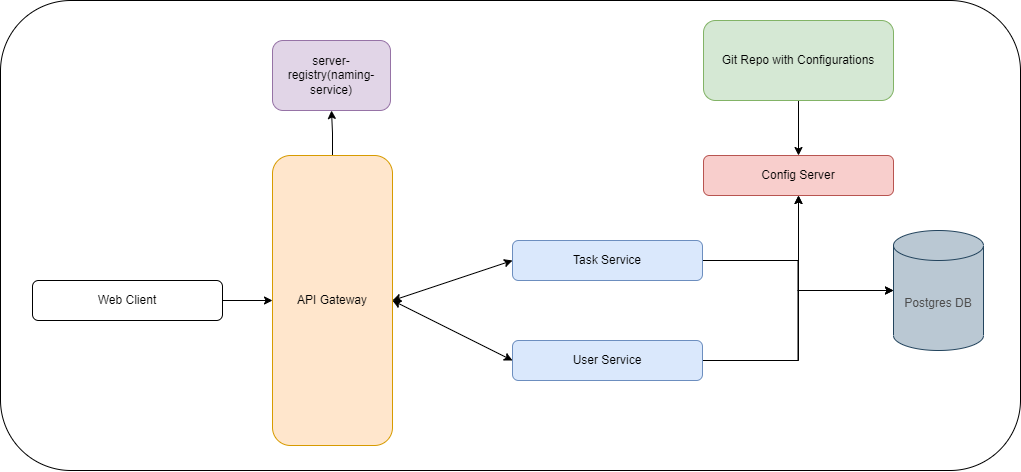 server-
registry(naming-
service)
Git Repo with Configurations
Config Server
Task Service
Web Client
API Gateway
Postgres DB
User Service